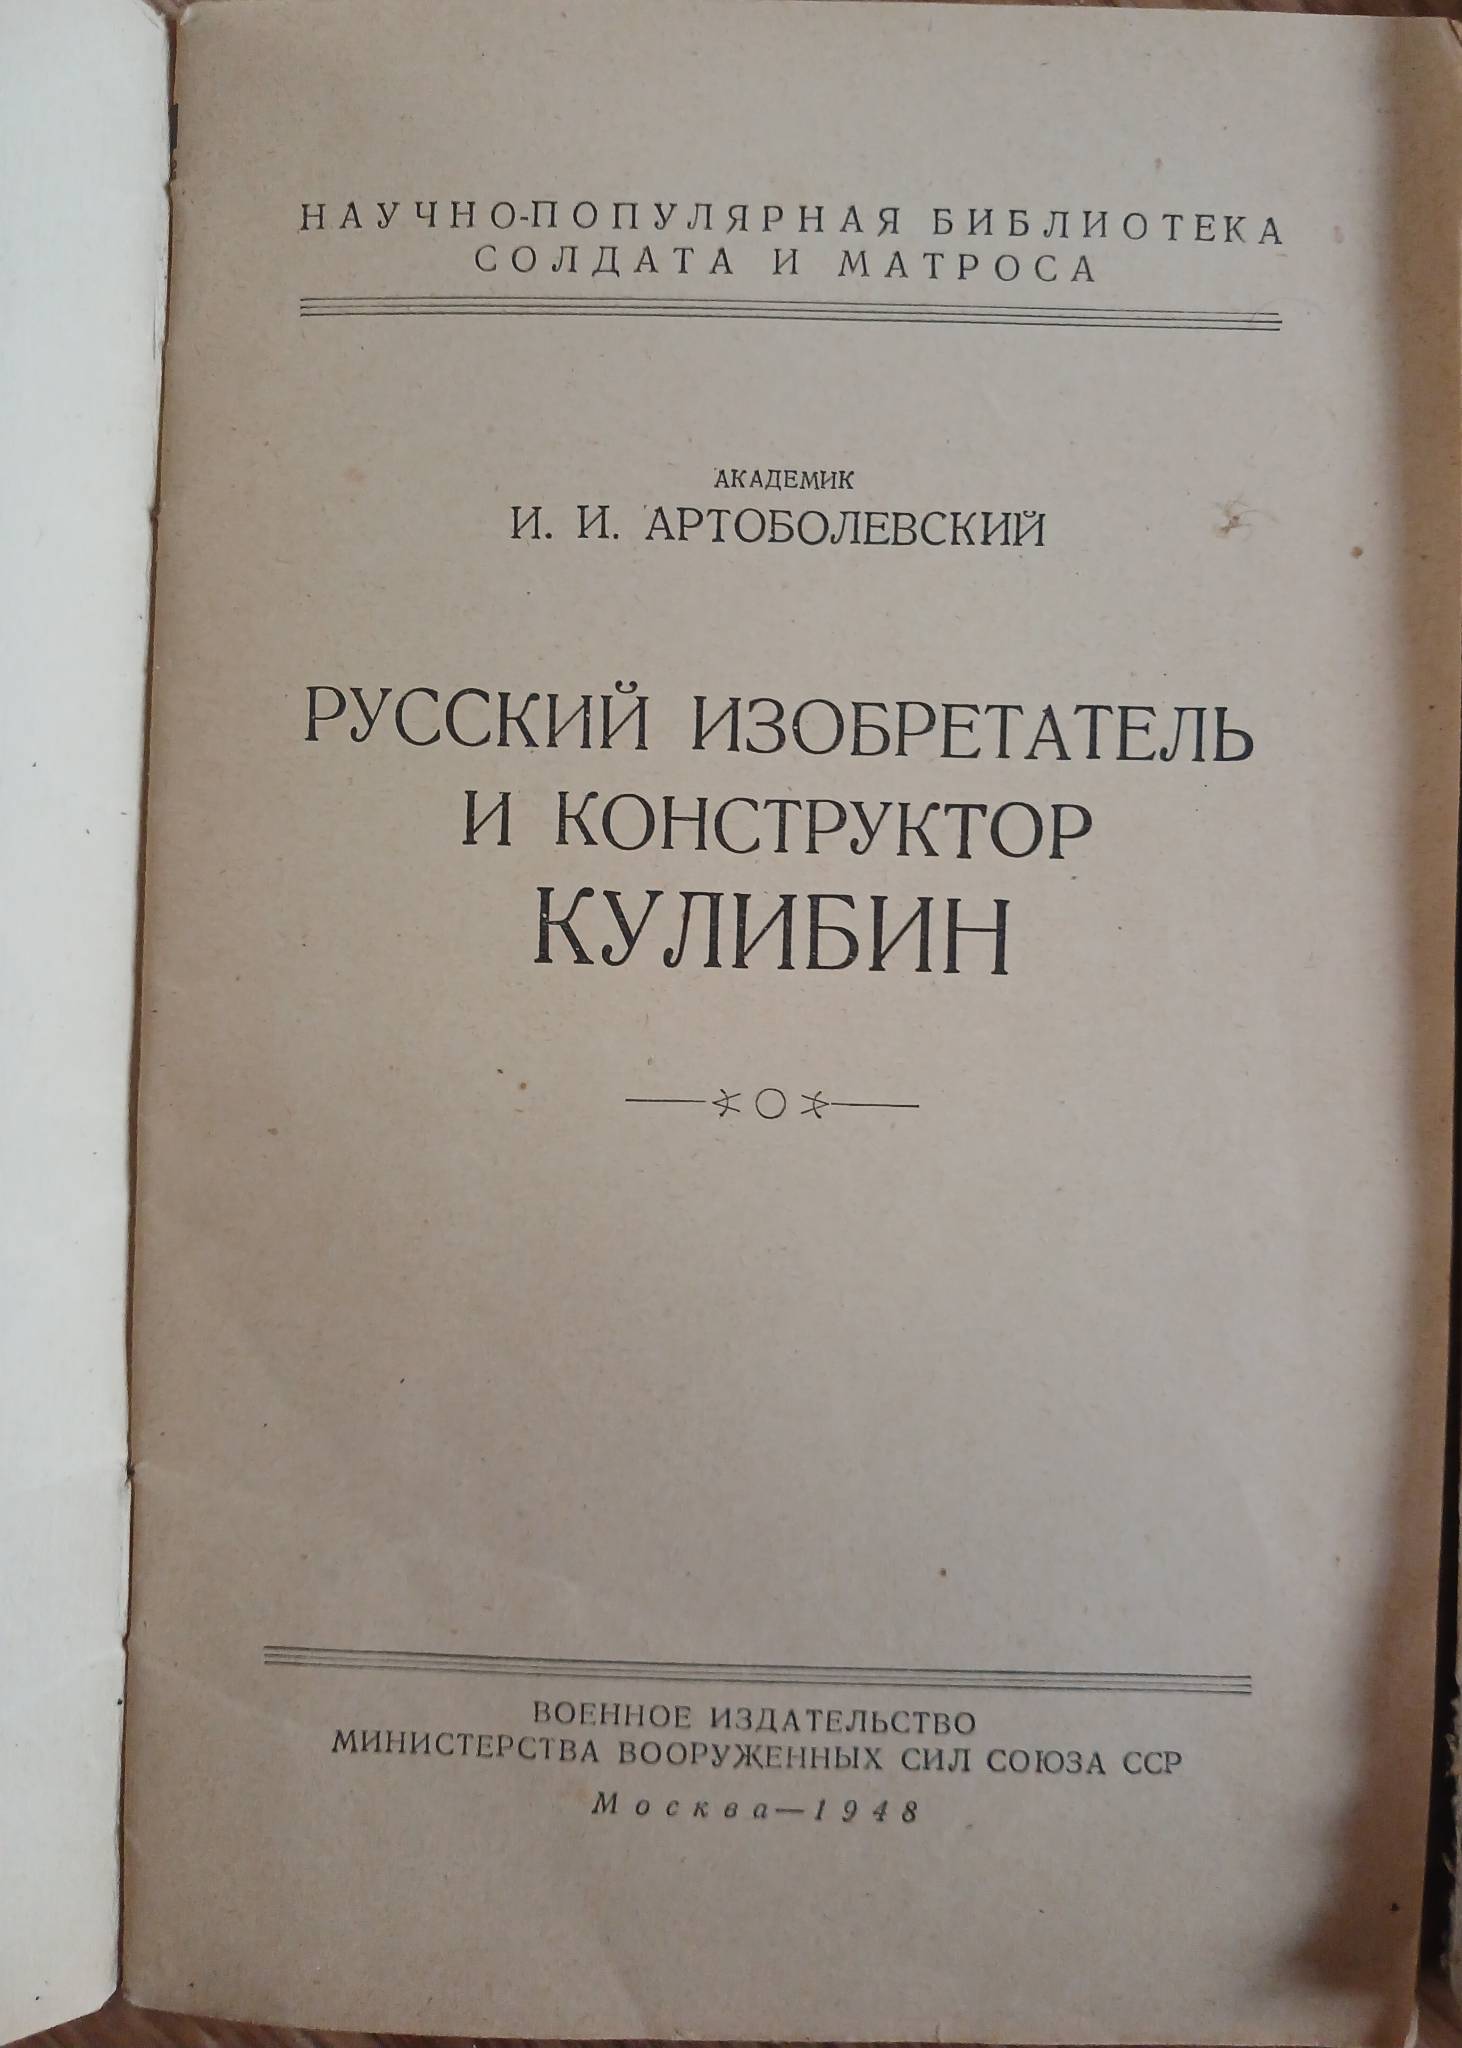 НАУЧНО-ПОПУЛЯРНАЯ БИБЛИОТЕКА
СОЛДАТА И МАТРОСА
АКАДЕМИК
И. И. АРТОБОЛЕВСКИЙ
РУССКИЙ ИЗОБРЕТАТЕЛЬ
И КОНСТРУКТОР
КУЛИБИН
ВОЕННОЕ ИЗДАТЕЛЬСТВО
МИНИСТЕРСТВА ВООРУЖЕННЫХ СИЛ СОЮЗА ССР
Москва—1948